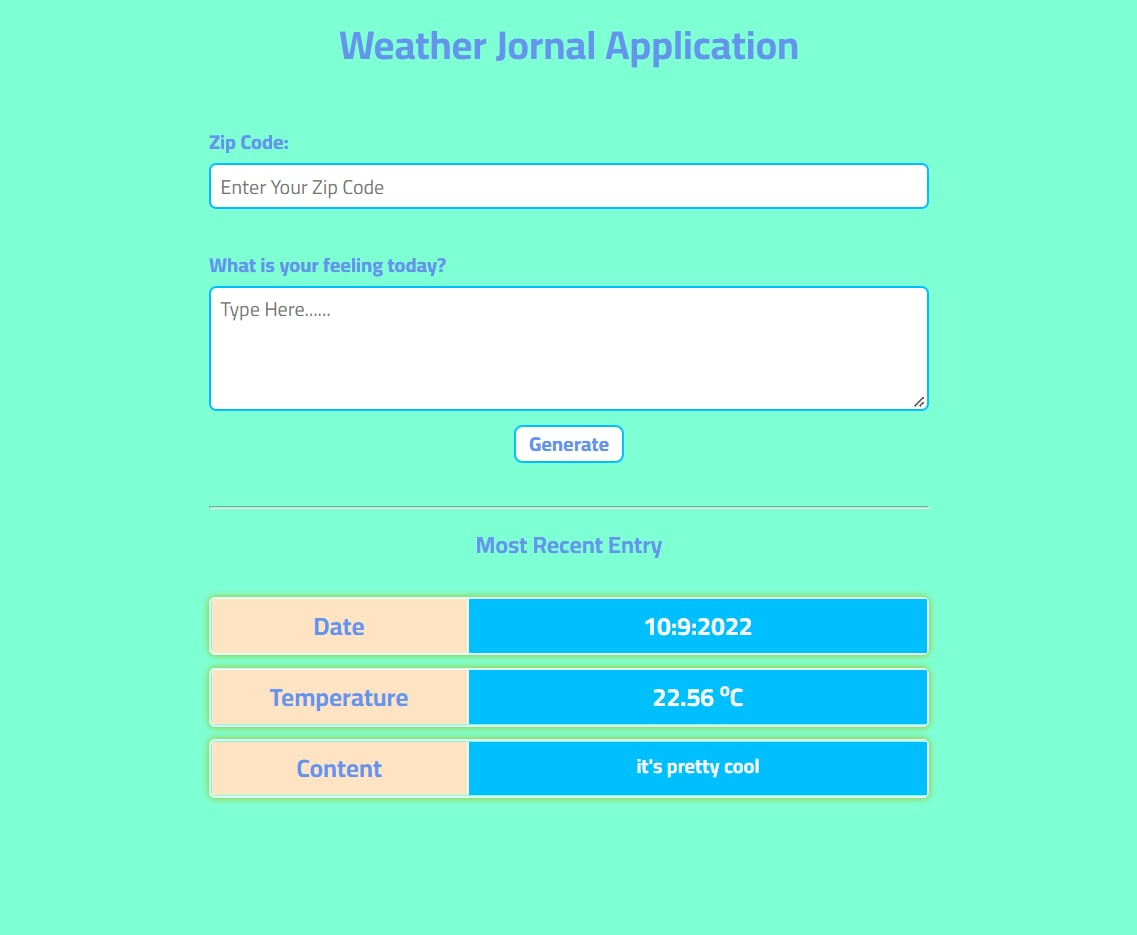 Weather Jornal Application
Zip Code:
Enter Your Zip Code
What is your feeling today?
Type Here......
Generate
Most Recent Entry
Date 10:9:2022
Temperature 22.56 ºC
Content it's pretty cool